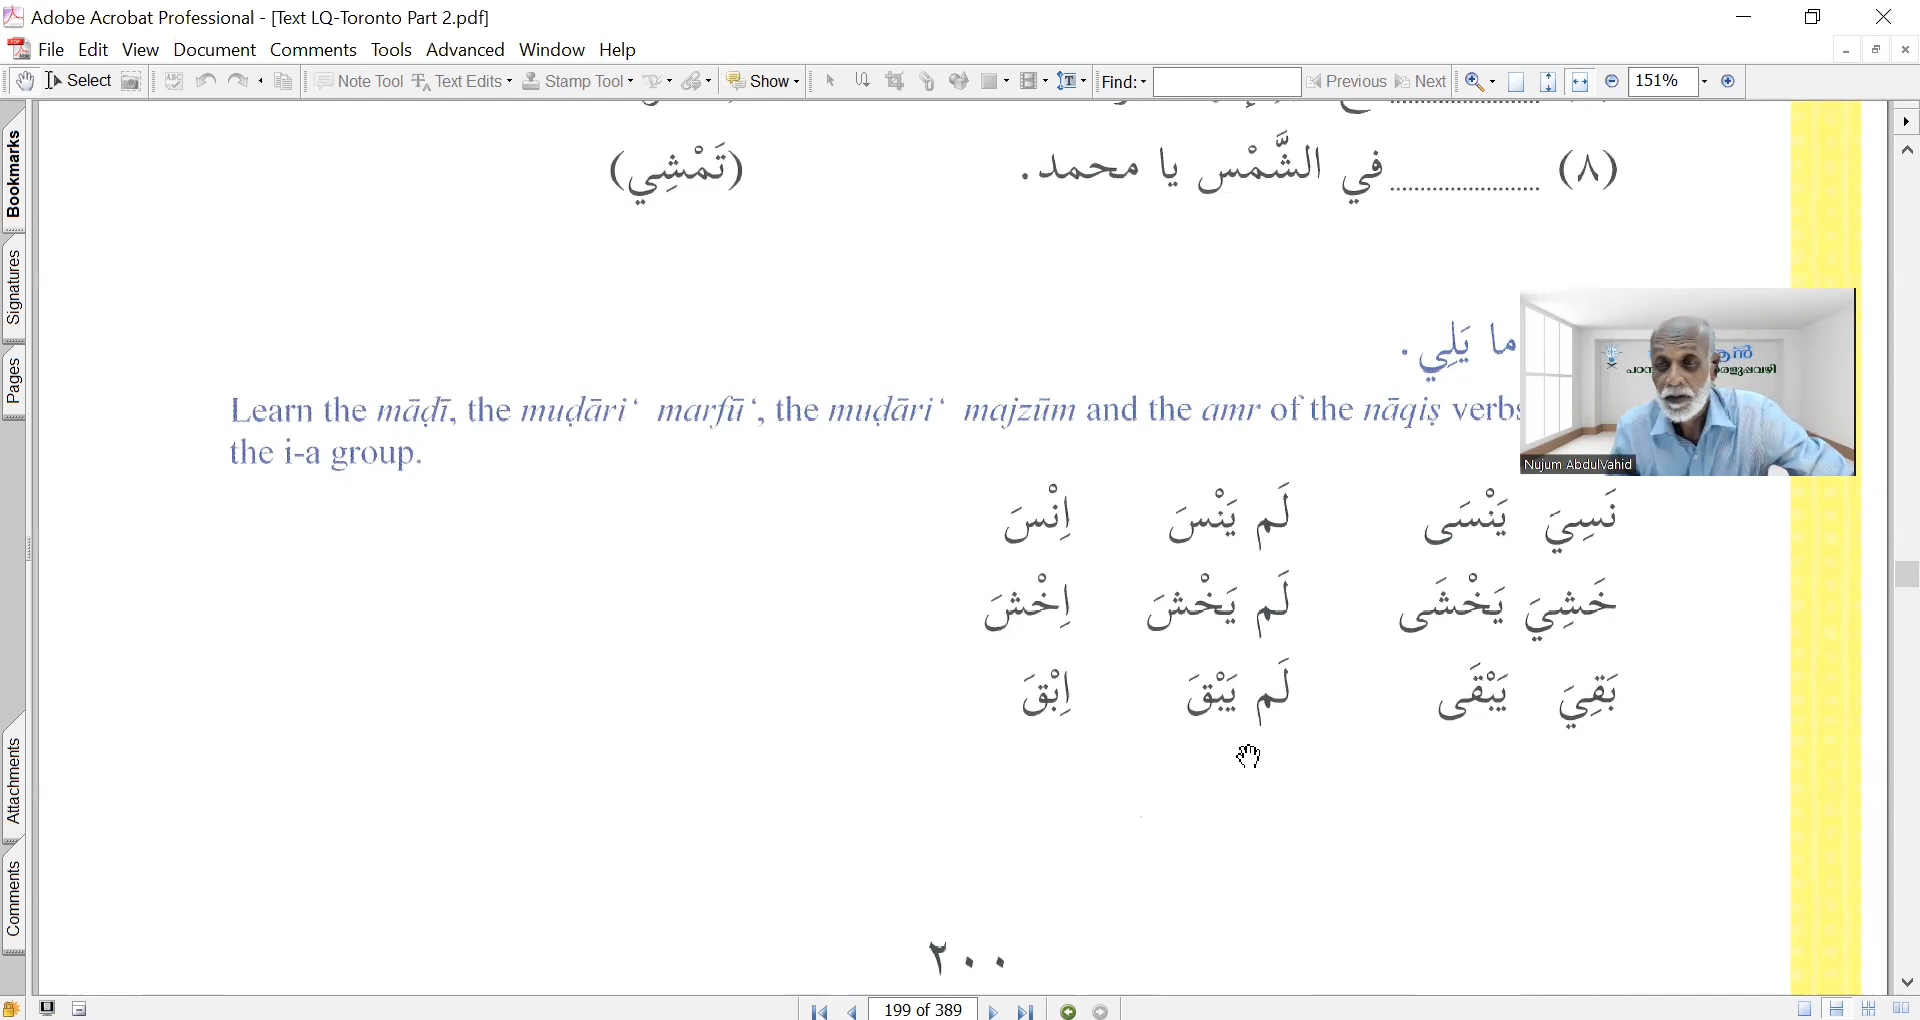 Adobe Acrobat Professional - [Text LQ-Toronto Part 2.pdf]
File Edit View Document Comments Tools Advanced Window Help
Select Note Tool Text Edits Stamp Tool Show Find: Previous Next 151%
Bookmarks
Signatures
Pages
Attachments
Comments
(٨) ........................ في الشَّمْس يا محمد. (تَمْشِي)
ما يَلِي.
Learn the māḍī, the muḍāriʿ marfūʿ, the muḍāriʿ majzūm and the amr of the nāqiṣ verbs
the i-a group.
Nujum AbdulVahid
نَسِيَ يَنْسَى لَم يَنْسَ اِنْسَ
خَشِيَ يَخْشَى لَم يَخْشَ اِخْشَ
بَقِيَ يَبْقَى لَم يَبْقَ اِبْقَ
٢٠٠
199 of 389